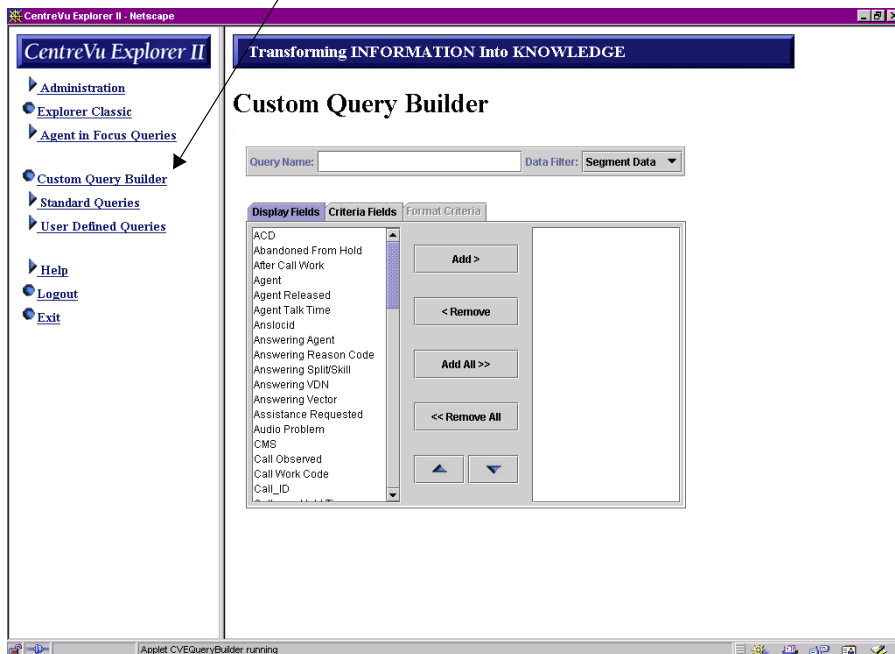 CentreVu Explorer II - Netscape
CentreVu Explorer II
Administration
Explorer Classic
Agent in Focus Queries
Custom Query Builder
Standard Queries
User Defined Queries
Help
Logout
Exit
Transforming INFORMATION Into KNOWLEDGE
Custom Query Builder
Query Name: Data Filter: Segment Data
Display Fields Criteria Fields Format Criteria
ACD
Abandoned From Hold
After Call Work
Agent
Agent Released
Agent Talk Time
Anslocid
Answering Agent
Answering Reason Code
Answering Split/Skill
Answering VDN
Answering Vector
Assistance Requested
Audio Problem
CMS
Call Observed
Call Work Code
Call_ID
Add >
< Remove
Add All >>
<< Remove All
Applet CVEQueryBuilder running